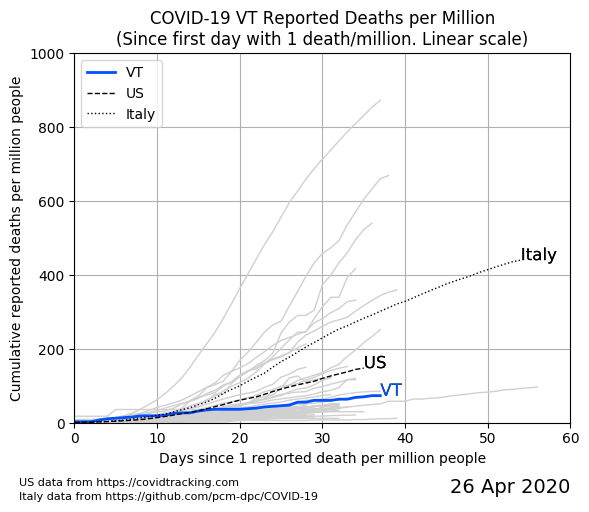 COVID-19 VT Reported Deaths per Million
(Since first day with 1 death/million. Linear scale)
Cumulative reported deaths per million people
1000
800
600
400
200
0
VT
US
Italy
Italy
US
VT
0 10 20 30 40 50 60
Days since 1 reported death per million people
US data from https://covidtracking.com
Italy data from https://github.com/pcm-dpc/COVID-19
26 Apr 2020